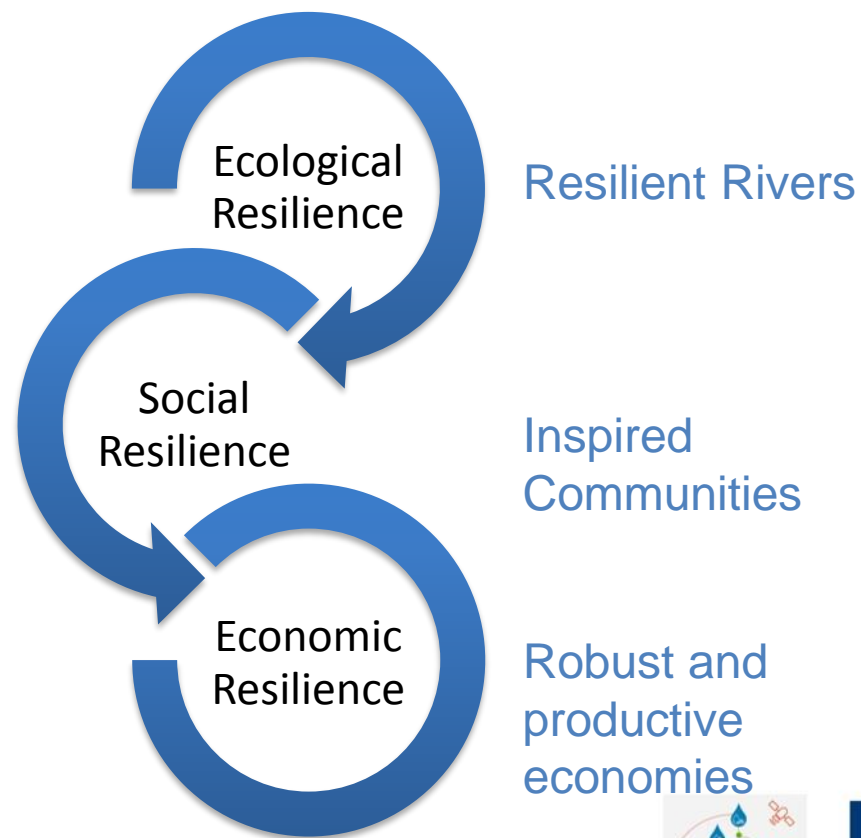 Ecological
Resilience
Resilient Rivers
Social
Resilience
Inspired
Communities
Economic
Resilience
Robust and
productive
economies